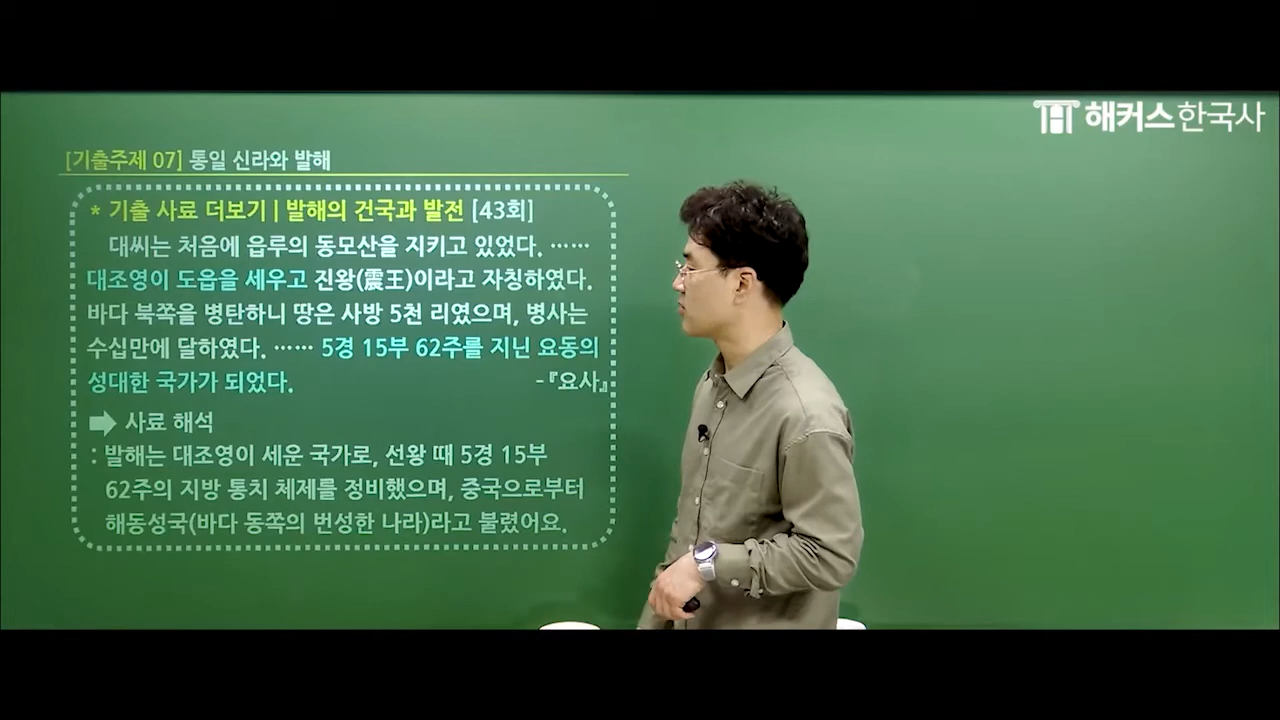 해커스한국사
[기출주제 07] 통일 신라와 발해
* 기출 사료 더보기 | 발해의 건국과 발전 [43회]
대씨는 처음에 읍루의 동모산을 지키고 있었다. ……
대조영이 도읍을 세우고 진왕(震王)이라고 자칭하였다.
바다 북쪽을 병탄하니 땅은 사방 5천 리였으며, 병사는
수십만에 달하였다. …… 5경 15부 62주를 지닌 요동의
성대한 국가가 되었다. -『요사』
➡ 사료 해석
: 발해는 대조영이 세운 국가로, 선왕 때 5경 15부
62주의 지방 통치 체제를 정비했으며, 중국으로부터
해동성국(바다 동쪽의 번성한 나라)라고 불렸어요.